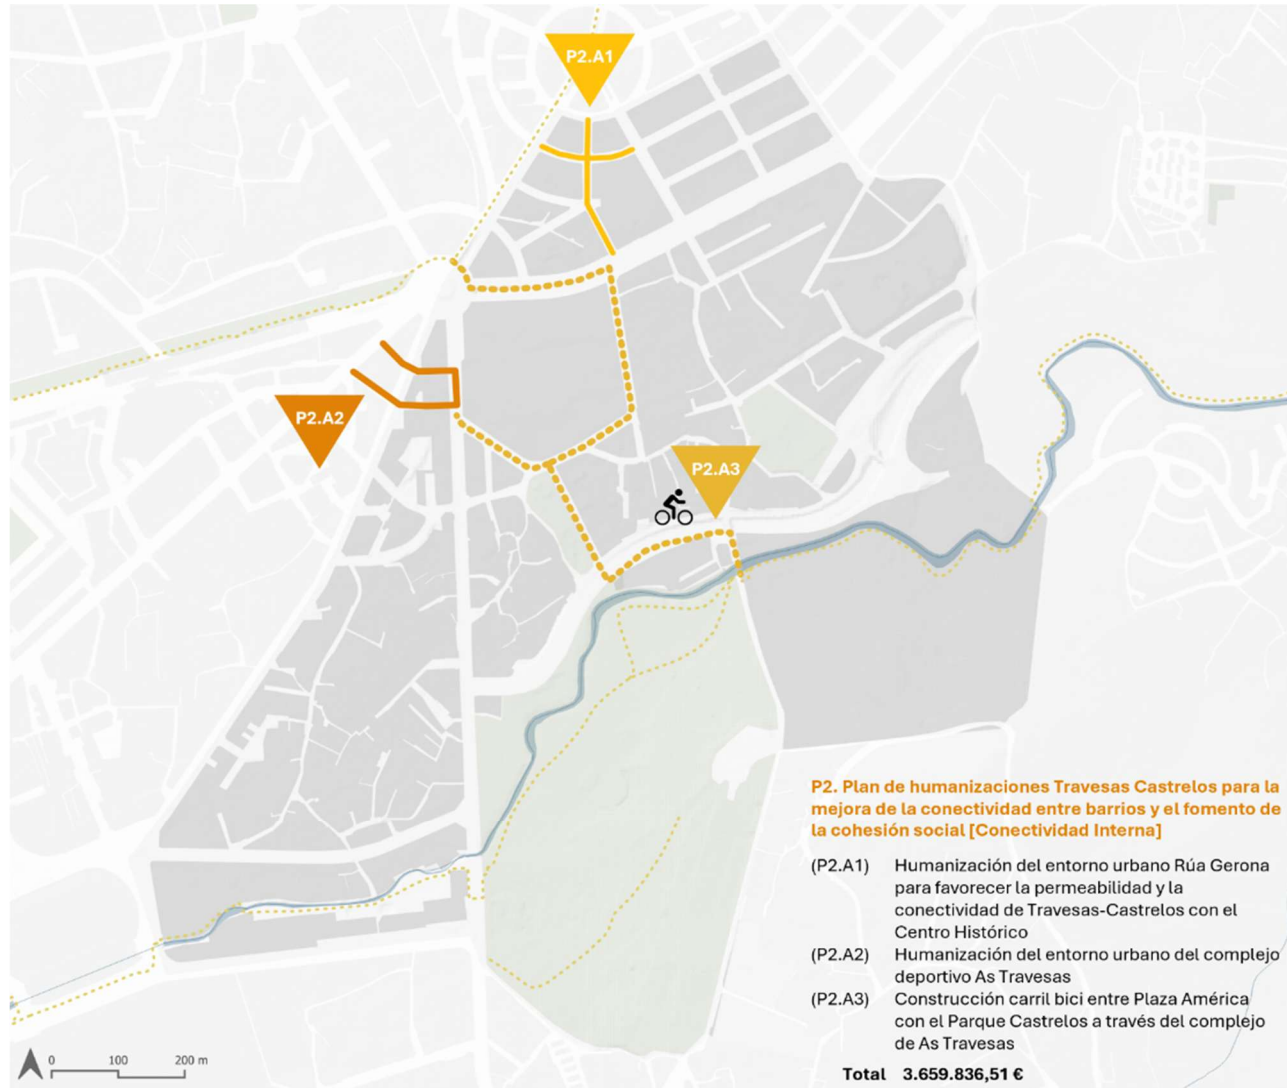 P2.A1
P2.A2
P2.A3
P2. Plan de humanizaciones Travesas Castrelos para la
mejora de la conectividad entre barrios y el fomento de
la cohesión social [Conectividad Interna]
(P2.A1) Humanización del entorno urbano Rúa Gerona
para favorecer la permeabilidad y la
conectividad de Travesas-Castrelos con el
Centro Histórico
(P2.A2) Humanización del entorno urbano del complejo
deportivo As Travesas
(P2.A3) Construcción carril bici entre Plaza América
con el Parque Castrelos a través del complejo
de As Travesas
Total 3.659.836,51 €
0 100 200 m